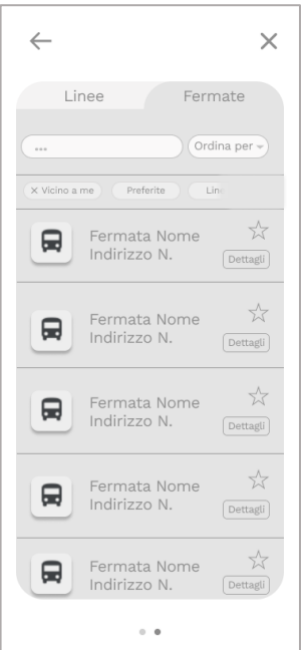 Linee
Fermate
...
Ordina per
× Vicino a me
Preferite
Lin
Fermata Nome
Indirizzo N.
Dettagli
Fermata Nome
Indirizzo N.
Dettagli
Fermata Nome
Indirizzo N.
Dettagli
Fermata Nome
Indirizzo N.
Dettagli
Fermata Nome
Indirizzo N.
Dettagli